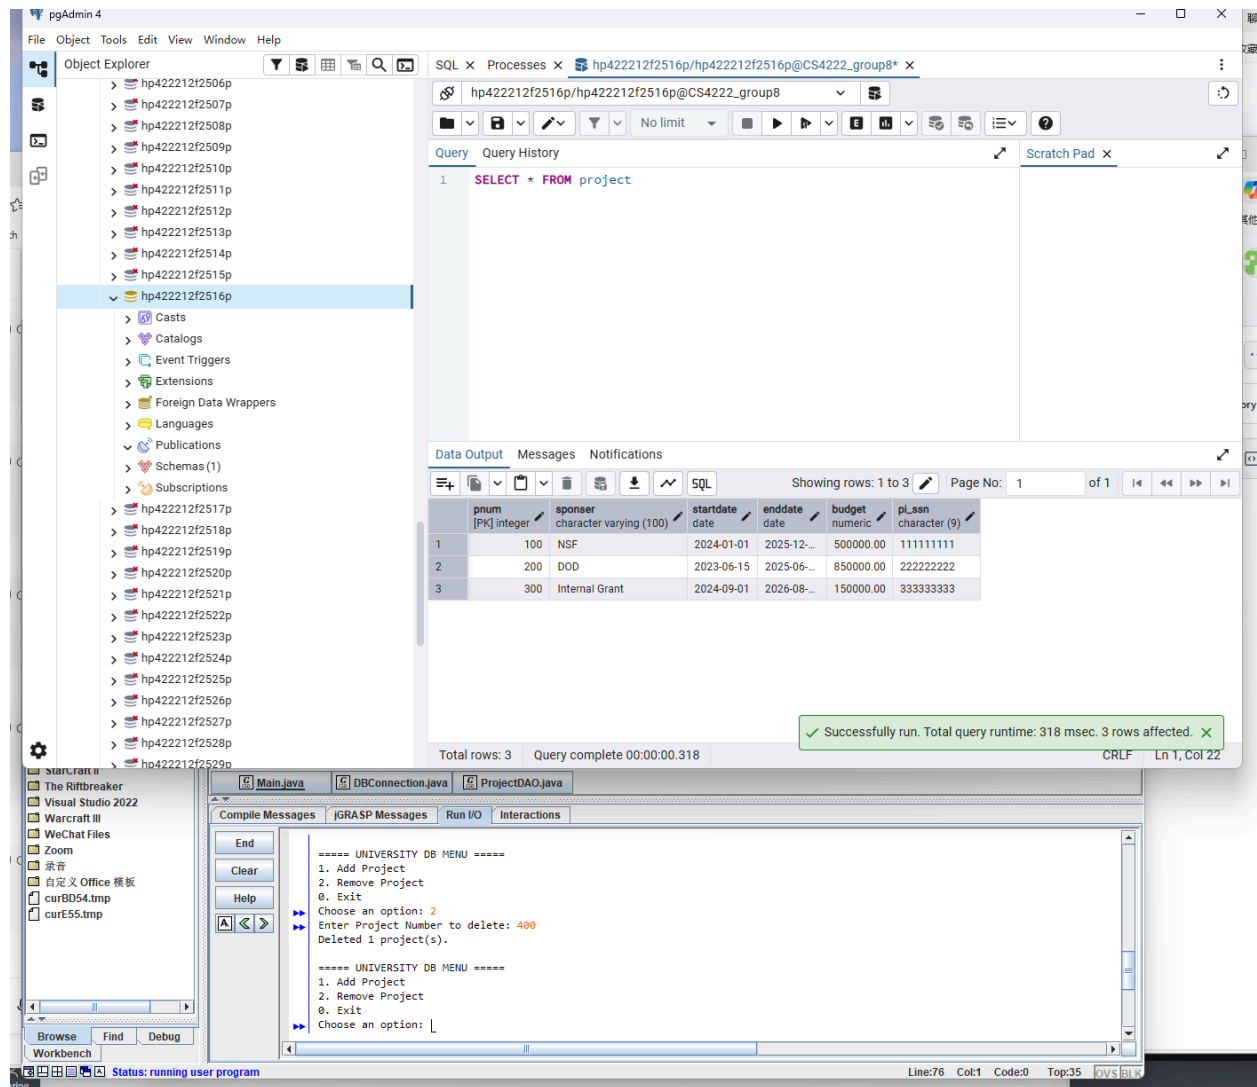 pgAdmin 4
File Object Tools Edit View Window Help
Object Explorer
SQL Processes hp422212f2516p/hp422212f2516p@CS4222_group8*
hp422212f2506p
hp422212f2507p
hp422212f2508p
hp422212f2509p
hp422212f2510p
hp422212f2511p
hp422212f2512p
hp422212f2513p
hp422212f2514p
hp422212f2515p
hp422212f2516p
Casts
Catalogs
Event Triggers
Extensions
Foreign Data Wrappers
Languages
Publications
Schemas (1)
Subscriptions
hp422212f2517p
hp422212f2518p
hp422212f2519p
hp422212f2520p
hp422212f2521p
hp422212f2522p
hp422212f2523p
hp422212f2524p
hp422212f2525p
hp422212f2526p
hp422212f2527p
hp422212f2528p
hp422212f2529p
hp422212f2516p/hp422212f2516p@CS4222_group8
No limit
Query Query History
Scratch Pad
1 SELECT * FROM project
Data Output Messages Notifications
SQL Showing rows: 1 to 3 Page No: 1 of 1
pnum sponser startdate enddate budget pi_ssn
[PK] integer character varying (100) date date numeric character (9)
1 100 NSF 2024-01-01 2025-12-... 500000.00 111111111
2 200 DOD 2023-06-15 2025-06-... 850000.00 222222222
3 300 Internal Grant 2024-09-01 2026-08-... 150000.00 333333333
Successfully run. Total query runtime: 318 msec. 3 rows affected.
Total rows: 3 Query complete 00:00:00.318 CRLF Ln 1, Col 22
StarCraft II
The Riftbreaker
Visual Studio 2022
Warcraft III
WeChat Files
Zoom
录音
自定义 Office 模板
curBD54.tmp
curE55.tmp
Browse Find Debug
Workbench
Main.java DBConnection.java ProjectDAO.java
Compile Messages jGRASP Messages Run I/O Interactions
End
Clear
Help
===== UNIVERSITY DB MENU =====
1. Add Project
2. Remove Project
0. Exit
Choose an option: 2
Enter Project Number to delete: 400
Deleted 1 project(s).
===== UNIVERSITY DB MENU =====
1. Add Project
2. Remove Project
0. Exit
Choose an option:
Status: running user program
Line:76 Col:1 Code:0 Top:35 OVS BLK